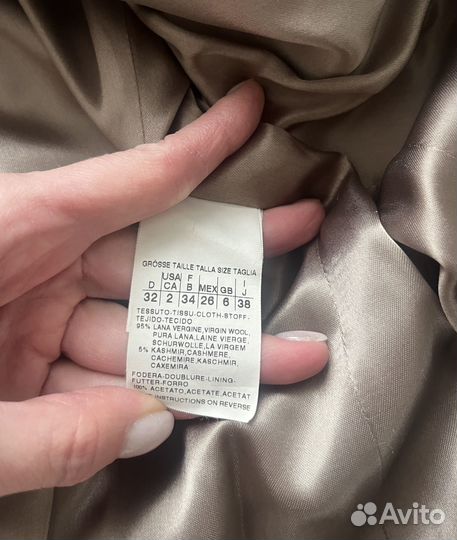 GRÖSSE TAILLE TALLA SIZE TAGLIA
USA F I
D CA B MEX GB J
32 2 34 26 6 38
TESSUTO-TISSU-CLOTH-STOFF-
TEJIDO-TECIDO
95% LANA VERGINE,VIRGIN WOOL,
PURA LANA,LAINE VIERGE,
SCHURWOLLE,LA VIRGEM
5% KASHMIR,CASHMERE,
CACHEMIRE,KASCHMIR,
CAXEMIRA
FODERA-DOUBLURE-LINING-
FUTTER-FORRO
100% ACETATO,ACETATE,ACETAT
INSTRUCTIONS ON REVERSE
Avito